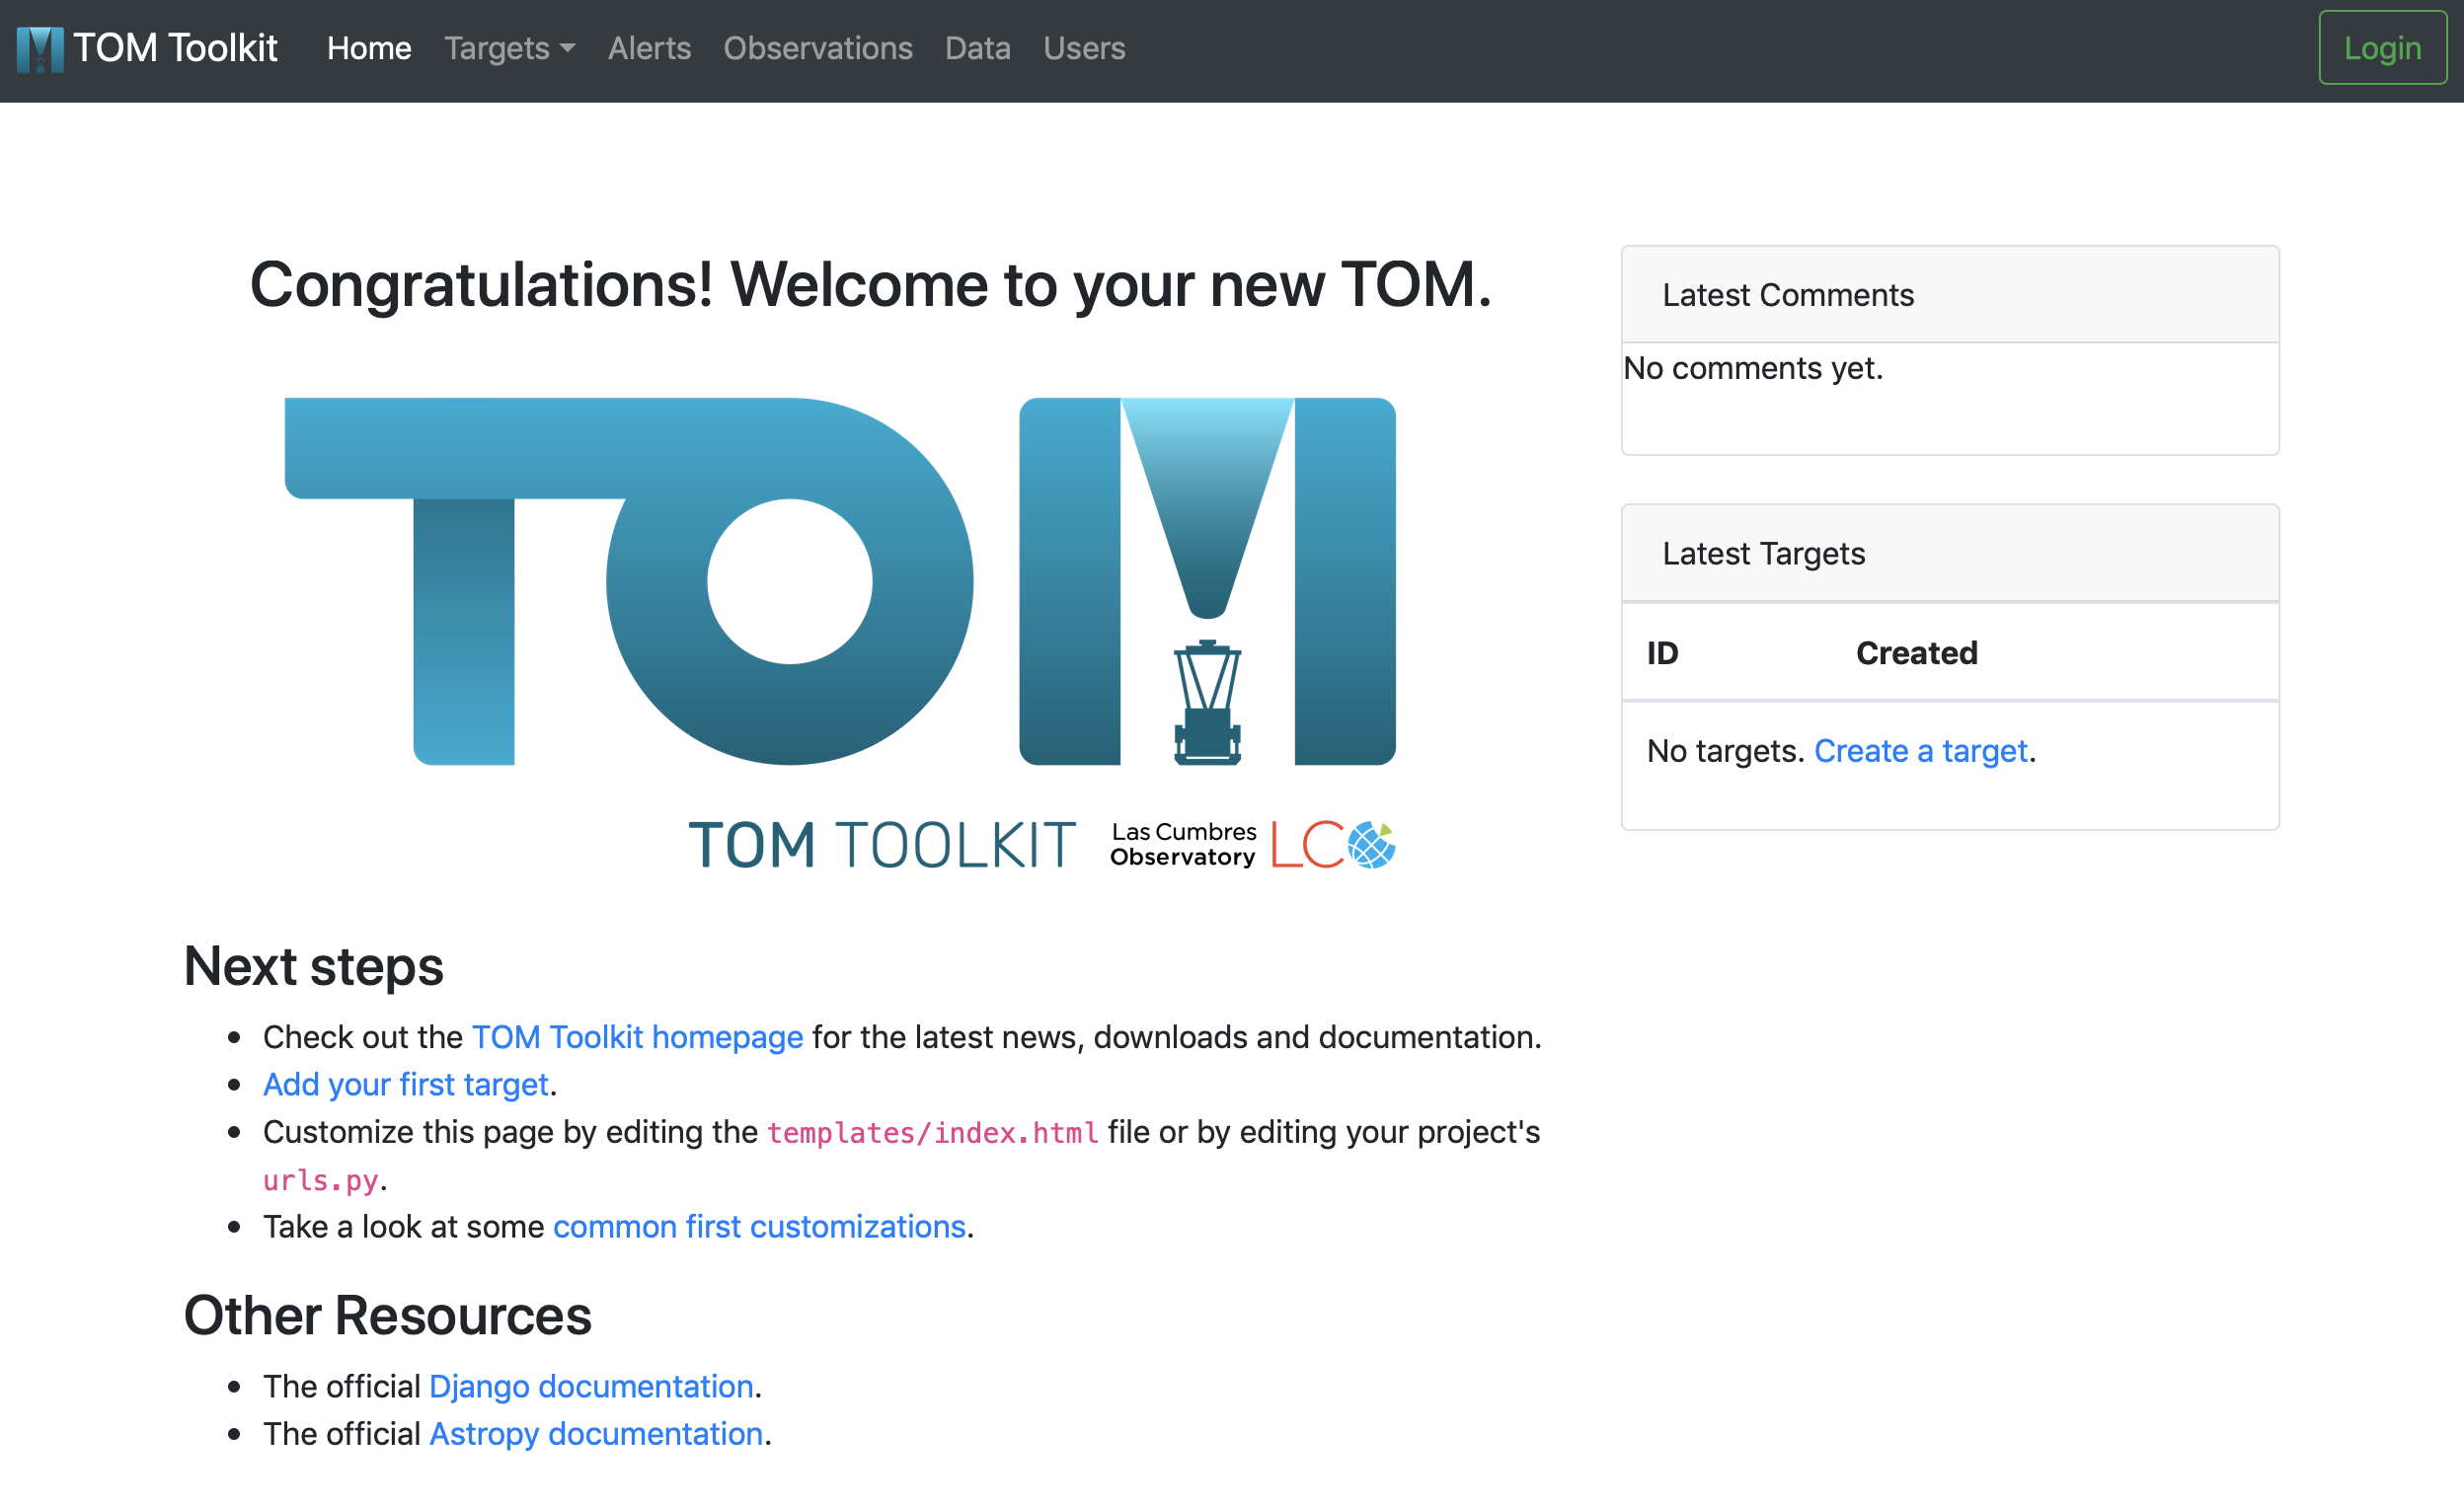 TOM Toolkit Home Targets Alerts Observations Data Users Login
Congratulations! Welcome to your new TOM.
TOM
TOM TOOLKIT
Las Cumbres
Observatory
LCO
Next steps
Check out the TOM Toolkit homepage for the latest news, downloads and documentation.
Add your first target.
Customize this page by editing the templates/index.html file or by editing your project's
urls.py.
Take a look at some common first customizations.
Other Resources
The official Django documentation.
The official Astropy documentation.
Latest Comments
No comments yet.
Latest Targets
ID Created
No targets. Create a target.